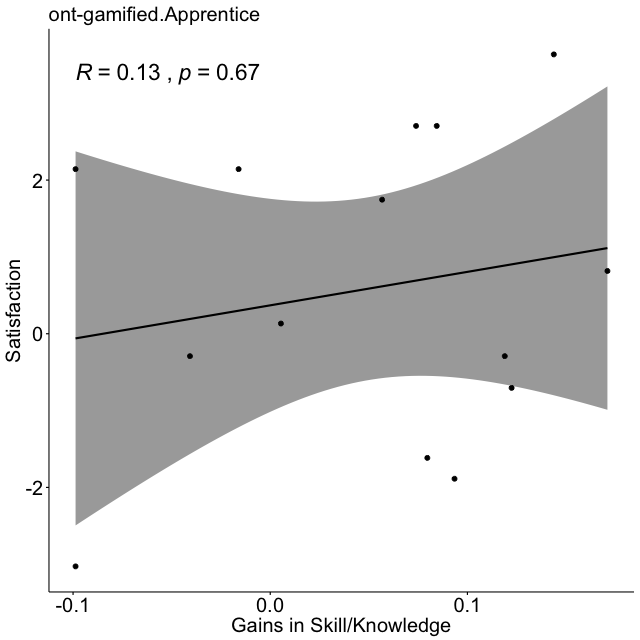 ont-gamified.Apprentice
R = 0.13 , p = 0.67
2
0
-2
Satisfaction
-0.1 0.0 0.1
Gains in Skill/Knowledge